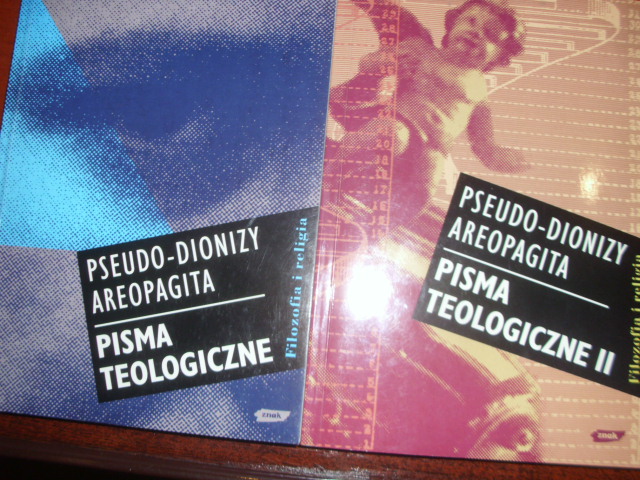 PSEUDO-DIONIZY
AREOPAGITA
PISMA
TEOLOGICZNE
Filozofia i religia
znak
PSEUDO-DIONIZY
AREOPAGITA
PISMA
TEOLOGICZNE II
Filozofia i religia
znak